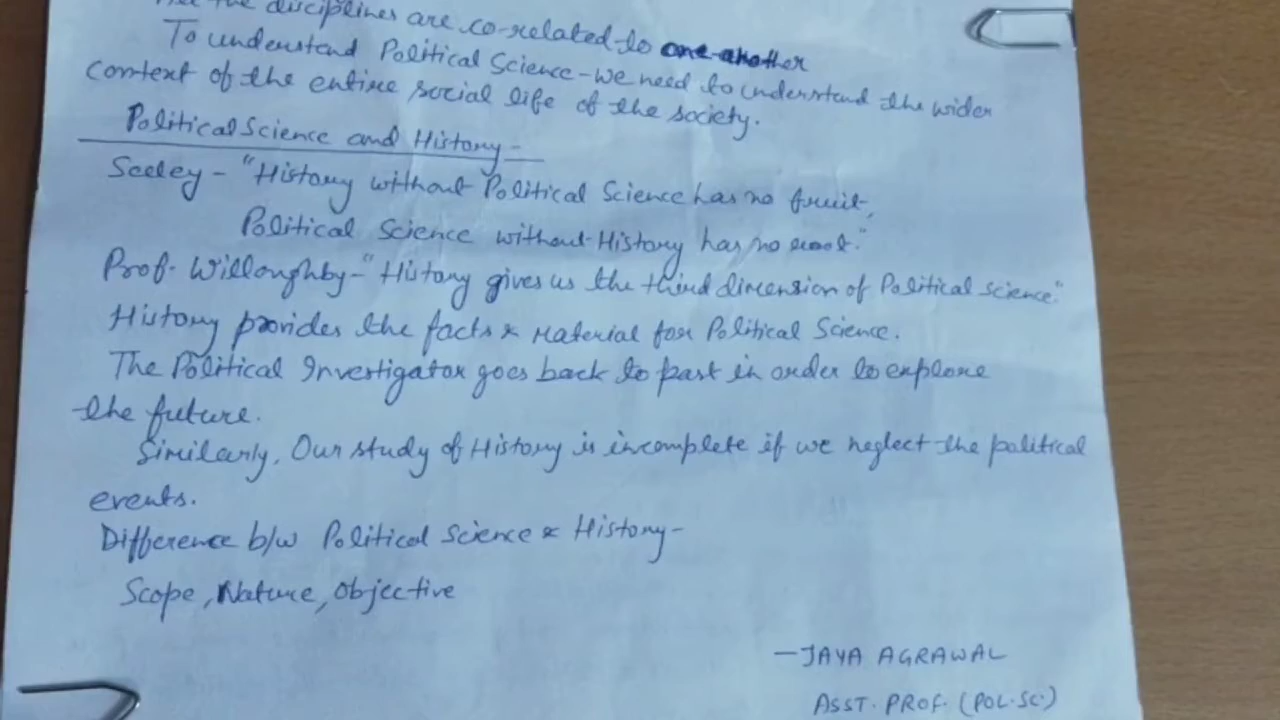 the disciplines are co-related to one another
To understand Political Science - we need to understand the wider
context of the entire social life of the society.
Political Science and History -
Seeley - "History without Political Science has no fruit,
Political Science without History has no root."
Prof. Willoughby - "History gives us the third dimension of Political Science"
History provides the facts & material for Political Science.
The Political Investigator goes back to past in order to explore
the future.
Similarly, Our study of History is incomplete if we neglect the political
events.
Difference b/w Political Science & History -
Scope, Nature, Objective
- JAYA AGRAWAL
ASST. PROF. (POL.SC.)